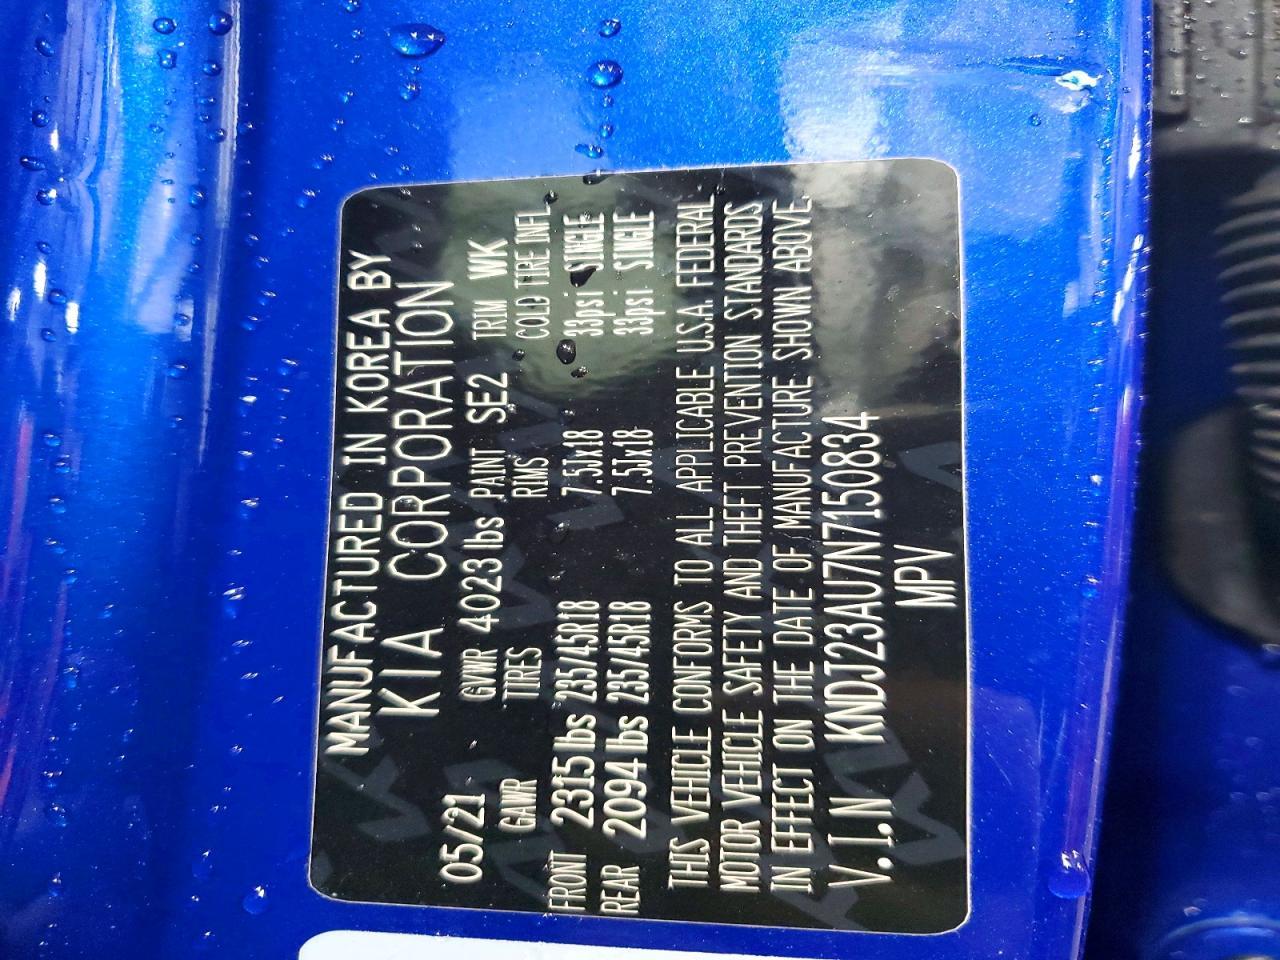 MANUFACTURED IN KOREA BY
KIA CORPORATION
05/21 GVWR 4023 lbs PAINT SE2 TRIM WK
GAWR TIRES RIMS COLD TIRE INFL
FRONT 2315 lbs 235/45R18 7.5Jx18 33psi SINGLE
REAR 2094 lbs 235/45R18 7.5Jx18 33psi SINGLE
THIS VEHICLE CONFORMS TO ALL APPLICABLE U.S.A. FEDERAL
MOTOR VEHICLE SAFETY AND THEFT PREVENTION STANDARDS
IN EFFECT ON THE DATE OF MANUFACTURE SHOWN ABOVE.
V.I.N KNDJ23AU7N7150834
MPV